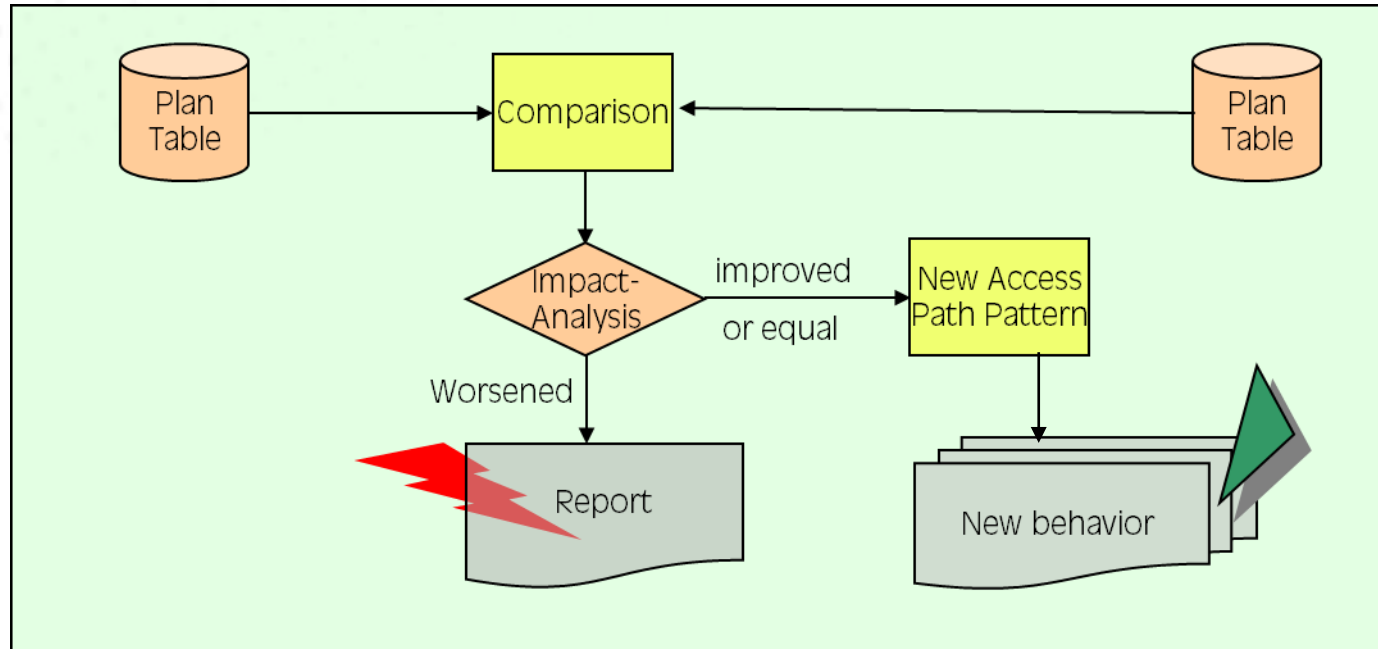 Plan
Table
Comparison
Plan
Table
Impact-
Analysis
improved
or equal
New Access
Path Pattern
Worsened
Report
New behavior